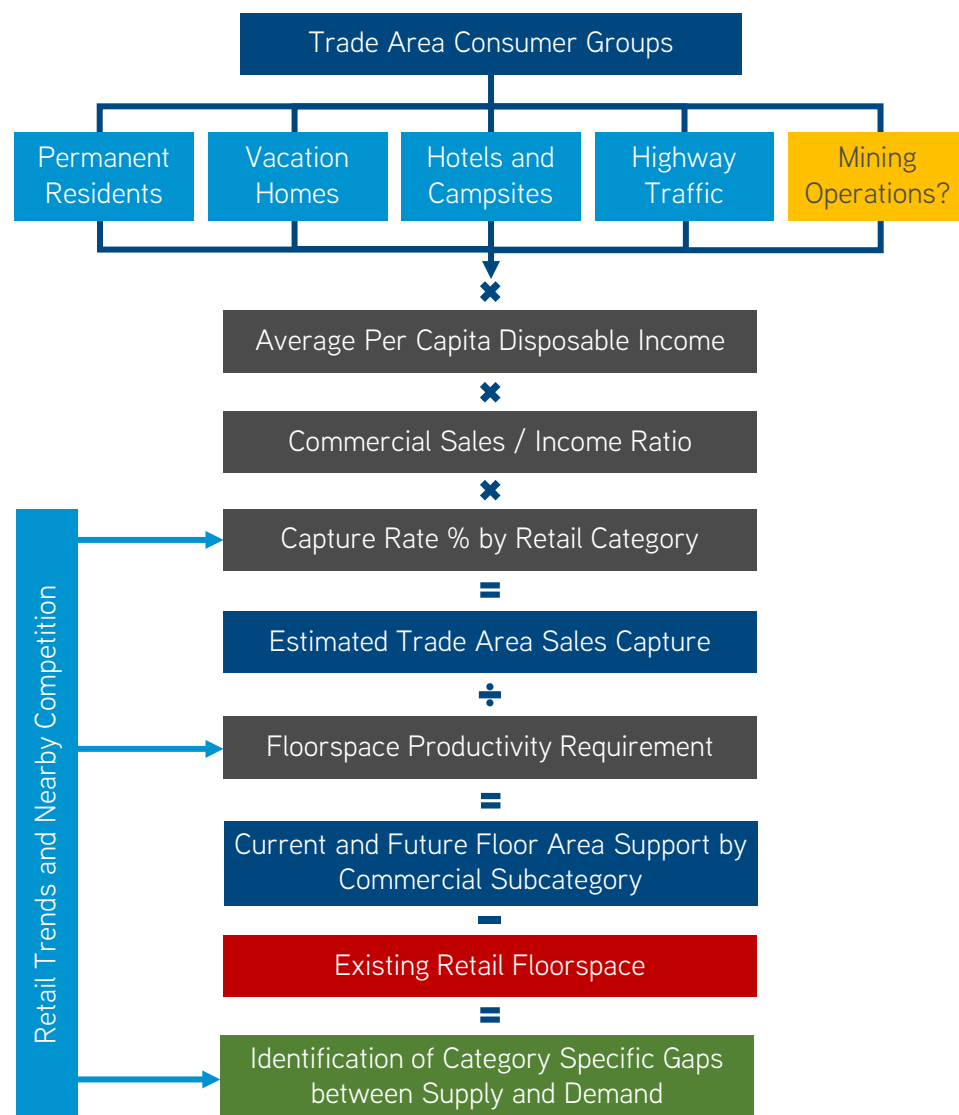 Trade Area Consumer Groups
Permanent
Residents
Vacation
Homes
Hotels and
Campsites
Highway
Traffic
Mining
Operations?
✖
Average Per Capita Disposable Income
✖
Commercial Sales / Income Ratio
✖
Capture Rate % by Retail Category
=
Estimated Trade Area Sales Capture
÷
Floorspace Productivity Requirement
=
Current and Future Floor Area Support by
Commercial Subcategory
-
Existing Retail Floorspace
=
Identification of Category Specific Gaps
between Supply and Demand
Retail Trends and Nearby Competition